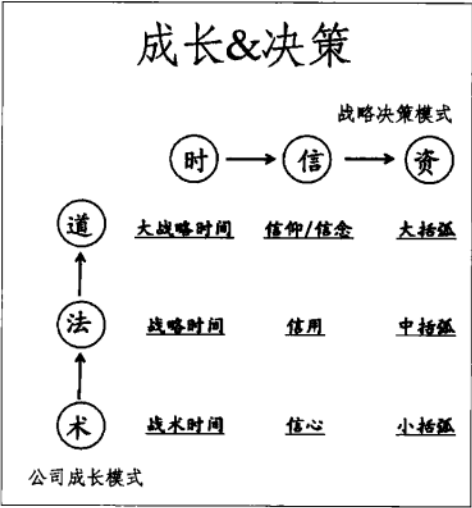 成长&决策
战略决策模式
时 信 资
道 大战略时间 信仰/信念 大括弧
法 战略时间 信用 中括弧
术 战术时间 信心 小括弧
公司成长模式